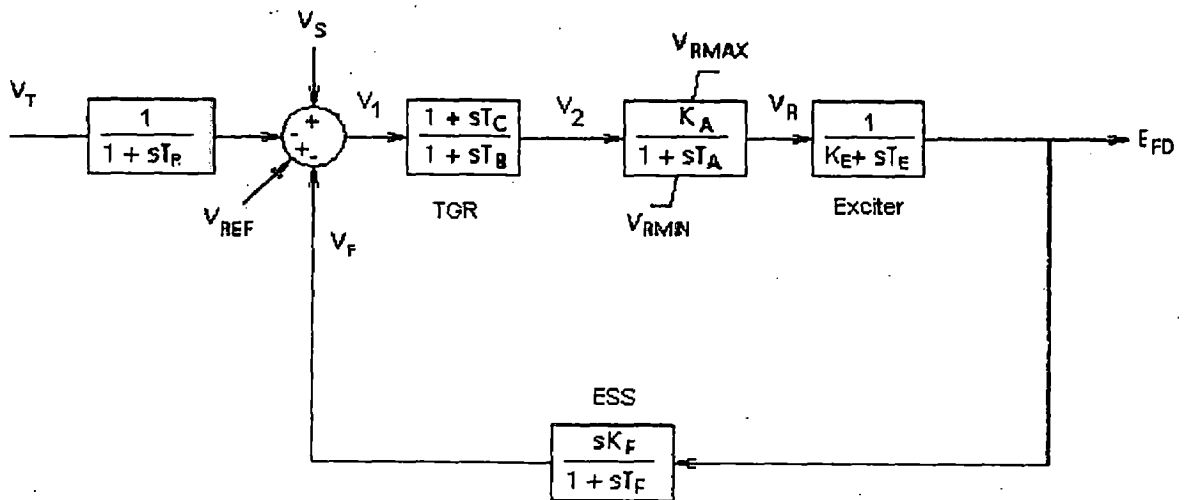 V_S
V_T
1
1 + sT_R
+
-
+
-
V_REF
V_1
1 + sT_C
1 + sT_B
TGR
V_2
V_RMAX
K_A
1 + sT_A
V_RMIN
V_R
1
K_E + sT_E
Exciter
E_FD
V_F
ESS
sK_F
1 + sT_F